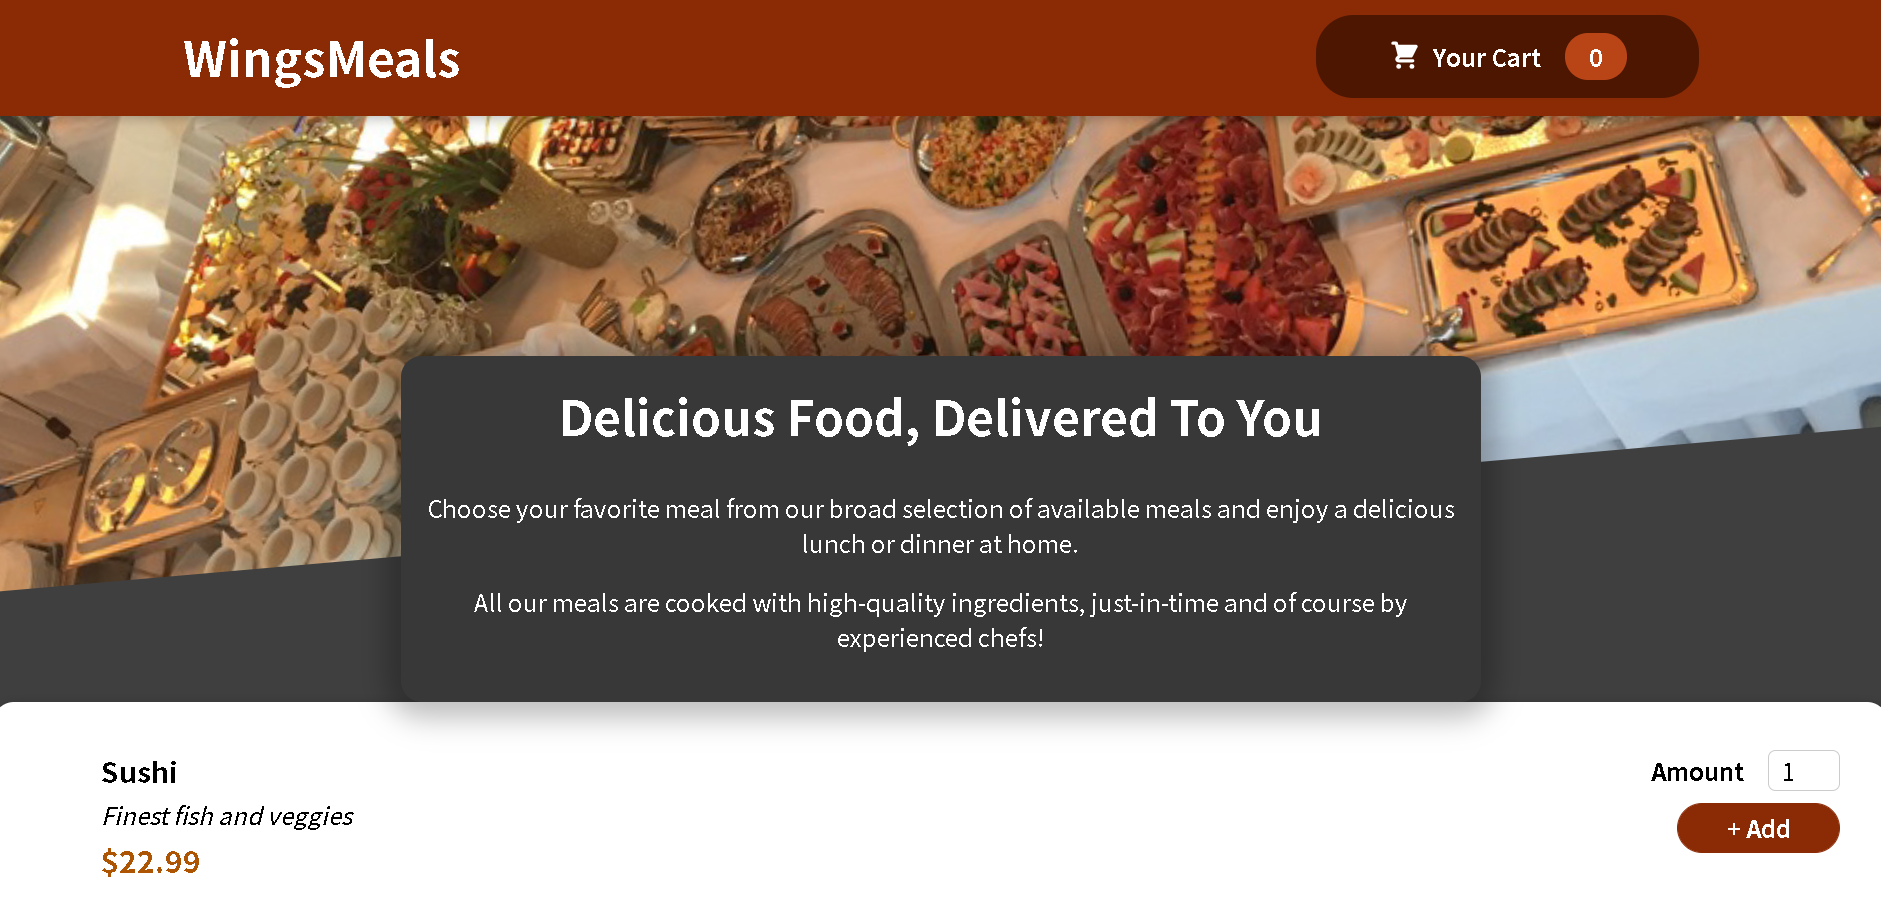 WingsMeals
Your Cart 0
Delicious Food, Delivered To You
Choose your favorite meal from our broad selection of available meals and enjoy a delicious
lunch or dinner at home.
All our meals are cooked with high-quality ingredients, just-in-time and of course by
experienced chefs!
Sushi
Finest fish and veggies
$22.99
Amount 1
+ Add